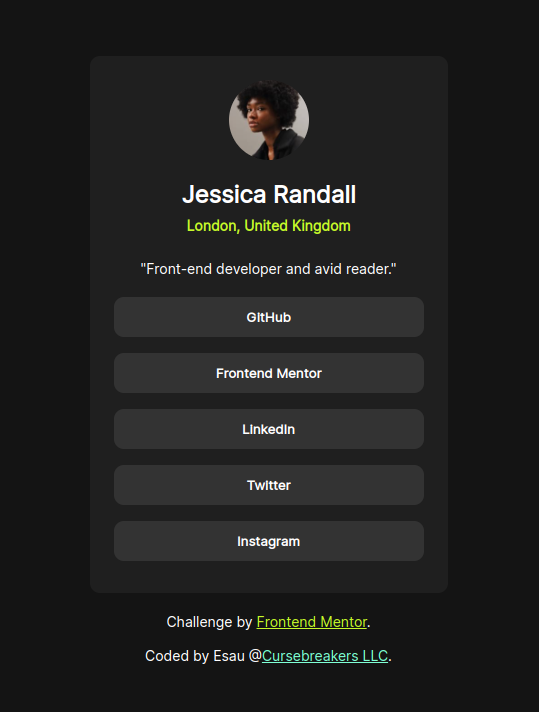 Jessica Randall
London, United Kingdom
"Front-end developer and avid reader."
GitHub
Frontend Mentor
LinkedIn
Twitter
Instagram
Challenge by Frontend Mentor.
Coded by Esau @Cursebreakers LLC.